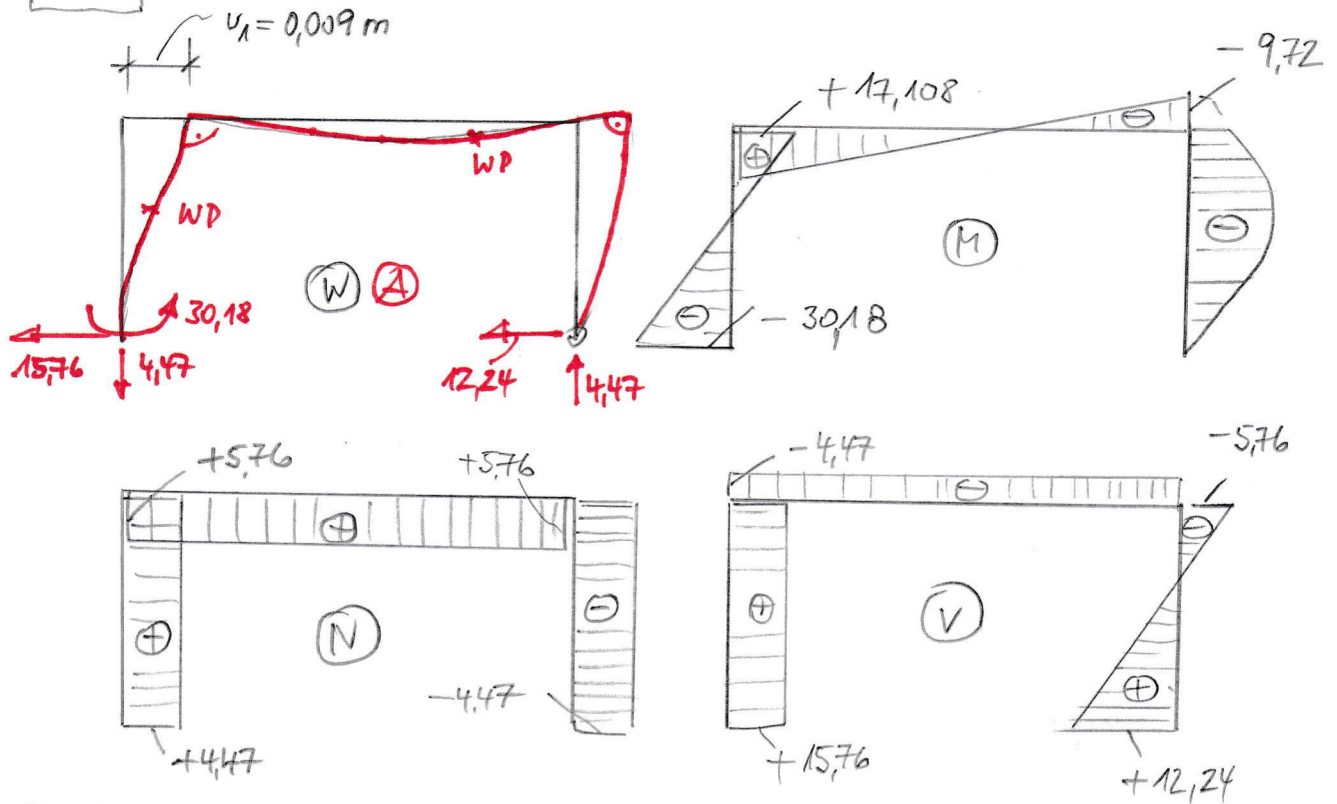 u₁ = 0,009 m
- 9,72
+ 17,108
WP
WP
W A
M
30,18
- 30,18
15,76
4,47
12,24
4,47
+5,76
+5,76
- 4,47
-5,76
N
V
-4,47
+4,47
+ 15,76
+ 12,24